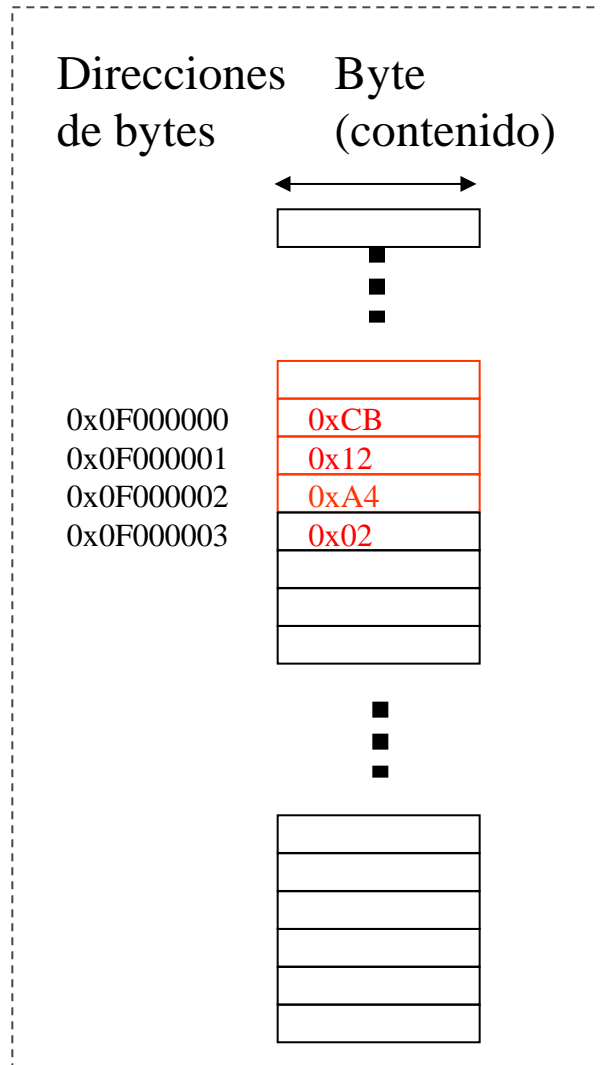 Direcciones de bytes
Byte (contenido)
0x0F000000 0xCB
0x0F000001 0x12
0x0F000002 0xA4
0x0F000003 0x02